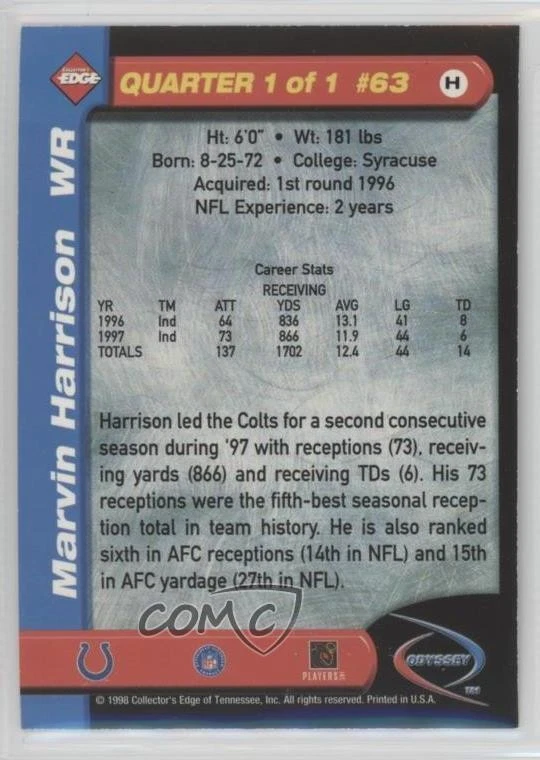 COLLECTOR'S
EDGE
QUARTER 1 of 1 #63
H
Marvin Harrison WR
Ht: 6'0" • Wt: 181 lbs
Born: 8-25-72 • College: Syracuse
Acquired: 1st round 1996
NFL Experience: 2 years
Career Stats
RECEIVING
YR TM ATT YDS AVG LG TD
1996 Ind 64 836 13.1 41 8
1997 Ind 73 866 11.9 44 6
TOTALS 137 1702 12.4 44 14
Harrison led the Colts for a second consecutive
season during '97 with receptions (73), receiv-
ing yards (866) and receiving TDs (6). His 73
receptions were the fifth-best seasonal recep-
tion total in team history. He is also ranked
sixth in AFC receptions (14th in NFL) and 15th
in AFC yardage (27th in NFL).
COMC
PLAYERS INC
ODYSSEY
TM
© 1998 Collector's Edge of Tennessee, Inc. All rights reserved. Printed in U.S.A.